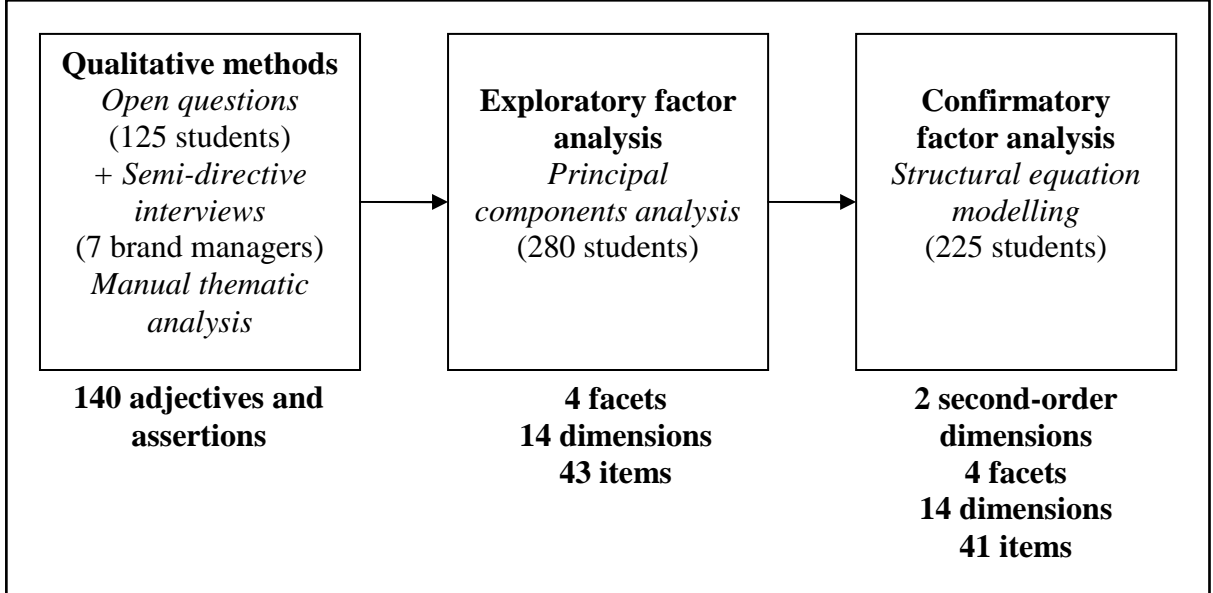 Qualitative methods
Open questions
(125 students)
+ Semi-directive
interviews
(7 brand managers)
Manual thematic
analysis
140 adjectives and
assertions
Exploratory factor
analysis
Principal
components analysis
(280 students)
4 facets
14 dimensions
43 items
Confirmatory
factor analysis
Structural equation
modelling
(225 students)
2 second-order
dimensions
4 facets
14 dimensions
41 items